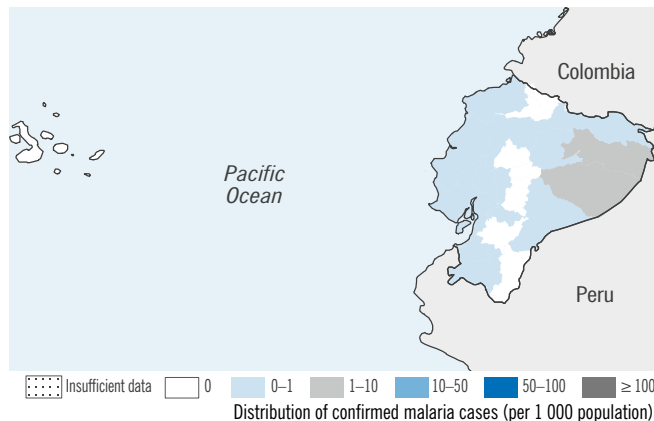 Colombia
Pacific
Ocean
Peru
Insufficient data 0 0–1 1–10 10–50 50–100 ≥ 100
Distribution of confirmed malaria cases (per 1 000 population)